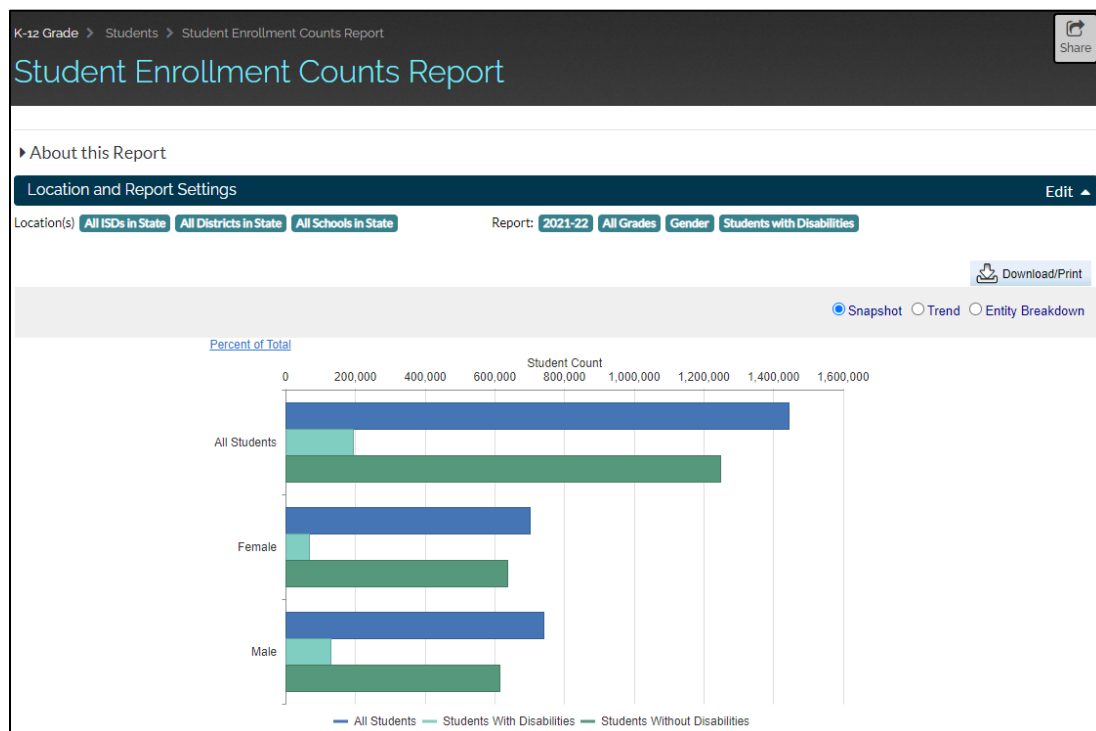 K-12 Grade > Students > Student Enrollment Counts Report
Share
Student Enrollment Counts Report
About this Report
Location and Report Settings Edit
Location(s) All ISDs in State All Districts in State All Schools in State Report: 2021-22 All Grades Gender Students with Disabilities
Download/Print
Snapshot Trend Entity Breakdown
Percent of Total
Student Count
0 200,000 400,000 600,000 800,000 1,000,000 1,200,000 1,400,000 1,600,000
All Students
Female
Male
All Students Students With Disabilities Students Without Disabilities